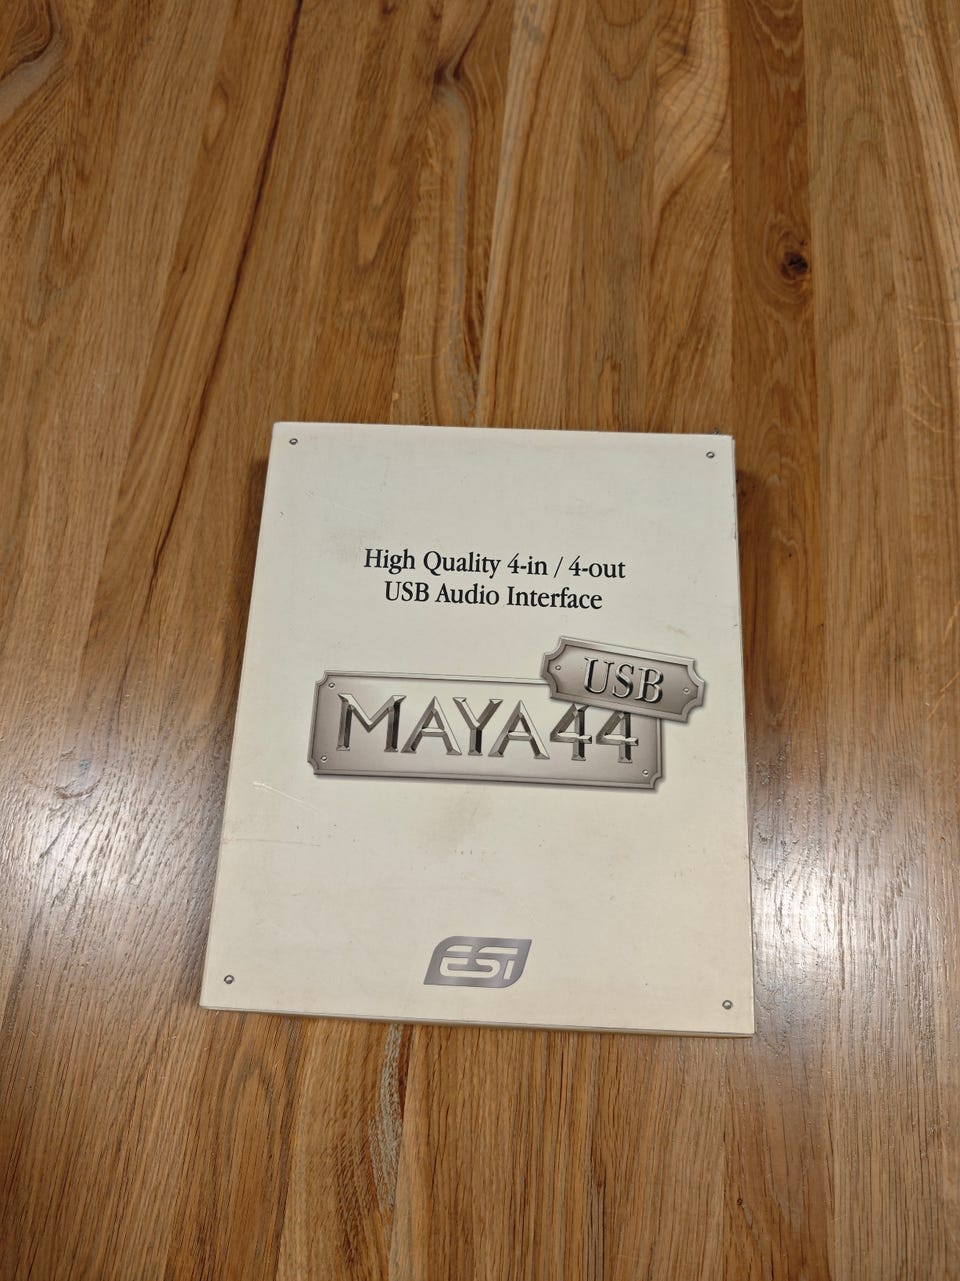 High Quality 4-in / 4-out
USB Audio Interface
USB
MAYA44
ESI